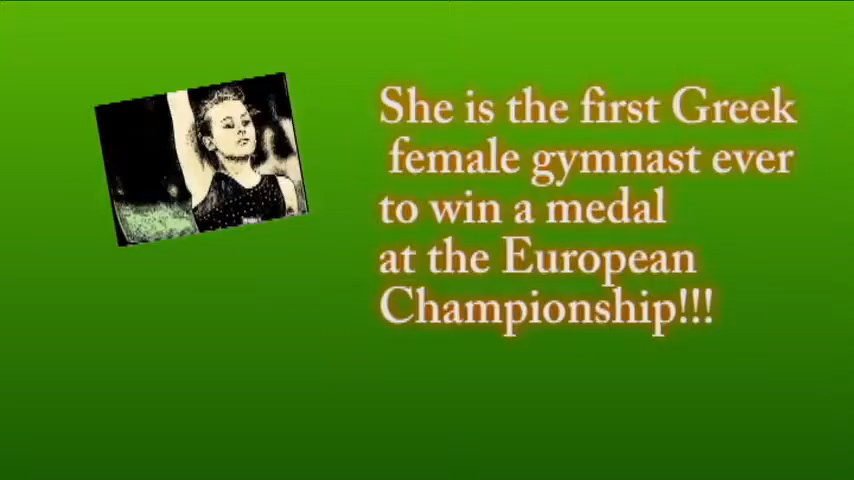 She is the first Greek
female gymnast ever
to win a medal
at the European
Championship!!!